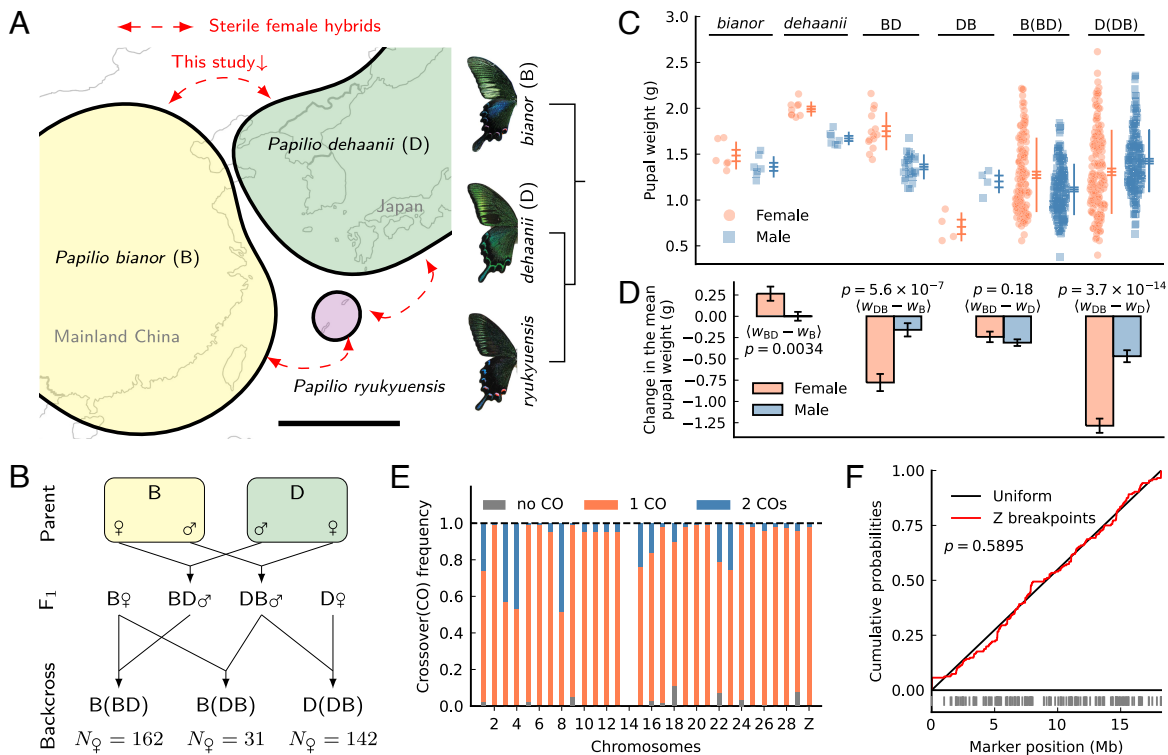 A
Sterile female hybrids
This study↓
Papilio dehaanii (D)
Japan
Papilio bianor (B)
Mainland China
Papilio ryukyuensis
bianor (B)
dehaanii (D)
ryukyuensis
B
Parent
B
D
♀
♂
♂
♀
F1
B♀
BD♂
DB♂
D♀
Backcross
B(BD)
B(DB)
D(DB)
N♀ = 162
N♀ = 31
N♀ = 142
C
Pupal weight (g)
3.0
2.5
2.0
1.5
1.0
0.5
bianor
dehaanii
BD
DB
B(BD)
D(DB)
Female
Male
D
Change in the mean
pupal weight (g)
0.25
0.00
−0.25
−0.50
−0.75
−1.00
−1.25
⟨wBD − wB⟩
p = 0.0034
p = 5.6 × 10−7
⟨wDB − wB⟩
p = 0.18
⟨wBD − wD⟩
p = 3.7 × 10−14
⟨wDB − wD⟩
Female
Male
E
no CO
1 CO
2 COs
Crossover(CO) frequency
1.0
0.8
0.6
0.4
0.2
0.0
2 4 6 8 10 12 14 16 18 20 22 24 26 28 Z
Chromosomes
F
Cumulative probabilities
1.00
0.75
0.50
0.25
0.00
Uniform
Z breakpoints
p = 0.5895
0 5 10 15
Marker position (Mb)